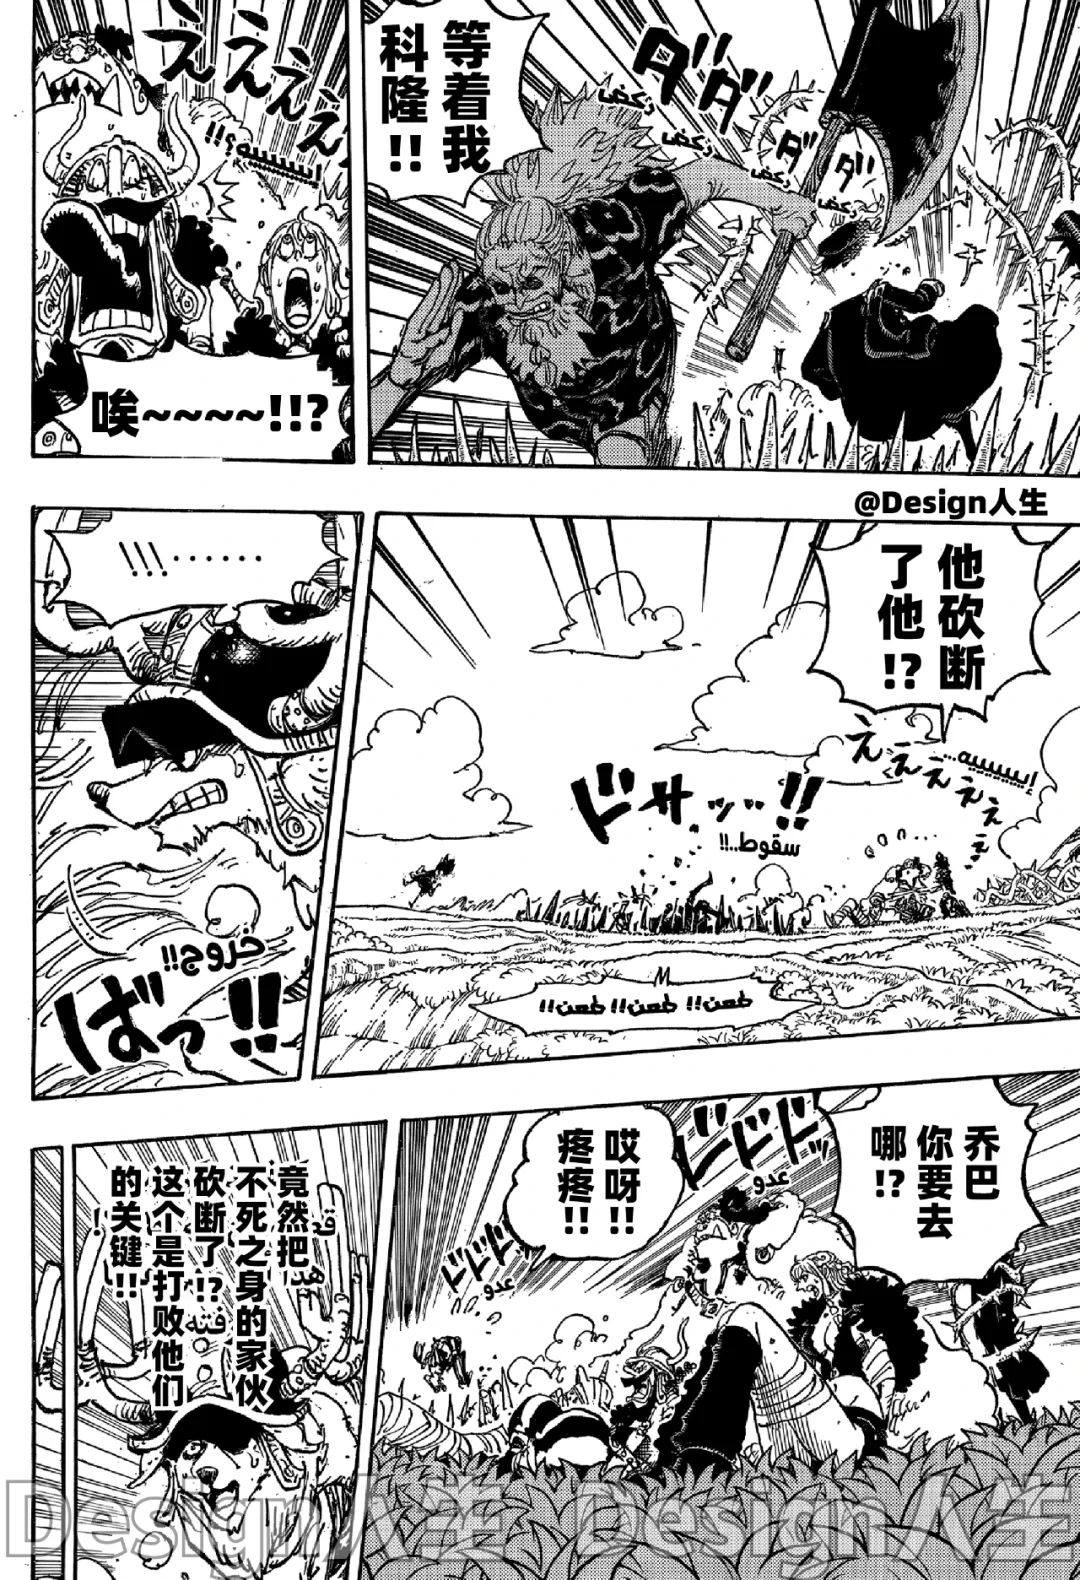 等着我
科隆!!
ダダダダ
ركض
ركض
ركض
ركض
ええええええ
إيييييييه؟!!
唉~~~~!!!?
@Design人生
他砍断
了他!?
ええええええ
إيييييييه...
ドサッ…!!
سقوط..!!
طعن!! طعن!! طعن!!
………!!!
خروج!!
ばっ!!
乔巴
你要去
哪!?
ドドドド
عدو
哎呀!!
疼疼!!
ドドド
عدو
竟然把
不死之身的家伙
砍断了!?
这个是打败他们
的关键!!
Design人生 Design人生